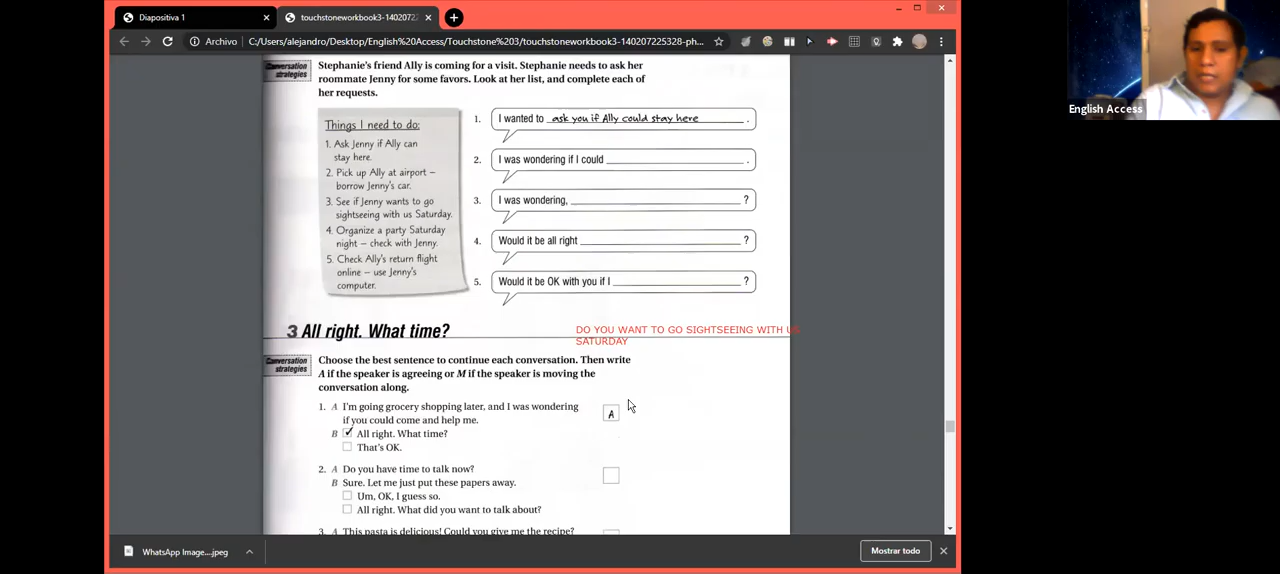 Diapositiva 1
touchstoneworkbook3-140207225
Archivo
C:/Users/alejandro/Desktop/English%20Access/Touchstone%203/touchstoneworkbook3-140207225328-ph...
English Access
Conversation strategies
Stephanie's friend Ally is coming for a visit. Stephanie needs to ask her
roommate Jenny for some favors. Look at her list, and complete each of
her requests.
Things I need to do:
1. Ask Jenny if Ally can
stay here.
2. Pick up Ally at airport –
borrow Jenny's car.
3. See if Jenny wants to go
sightseeing with us Saturday.
4. Organize a party Saturday
night – check with Jenny.
5. Check Ally's return flight
online – use Jenny's
computer.
1. I wanted to ask you if Ally could stay here .
2. I was wondering if I could .
3. I was wondering, ?
4. Would it be all right ?
5. Would it be OK with you if I ?
3 All right. What time?
DO YOU WANT TO GO SIGHTSEEING WITH US
SATURDAY
Conversation strategies
Choose the best sentence to continue each conversation. Then write
A if the speaker is agreeing or M if the speaker is moving the
conversation along.
1. A I'm going grocery shopping later, and I was wondering
if you could come and help me.
A
B All right. What time?
That's OK.
2. A Do you have time to talk now?
B Sure. Let me just put these papers away.
Um, OK, I guess so.
All right. What did you want to talk about?
3. A This pasta is delicious! Could you give me the recipe?
WhatsApp Image....jpeg
Mostrar todo